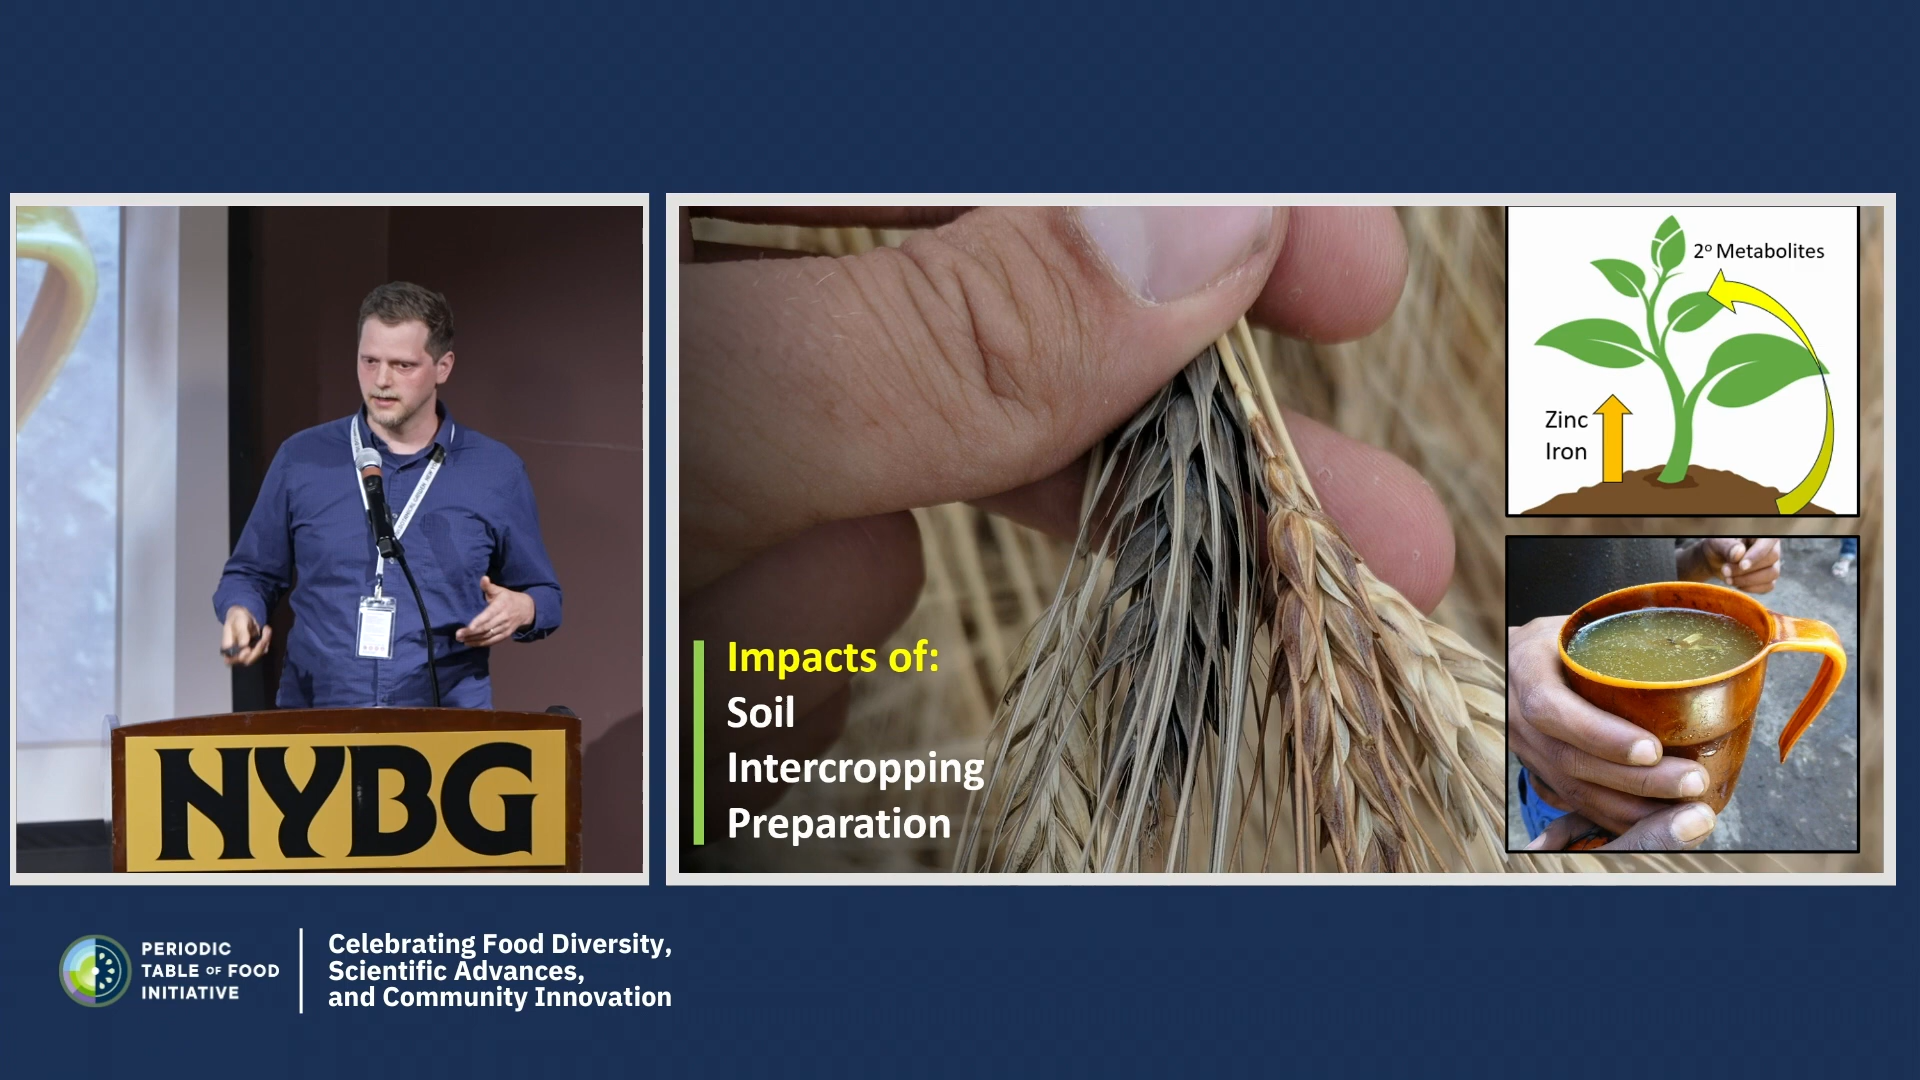 2º Metabolites
Zinc
Iron
Impacts of:
Soil
Intercropping
Preparation
NYBG
PERIODIC
TABLE OF FOOD
INITIATIVE
Celebrating Food Diversity,
Scientific Advances,
and Community Innovation